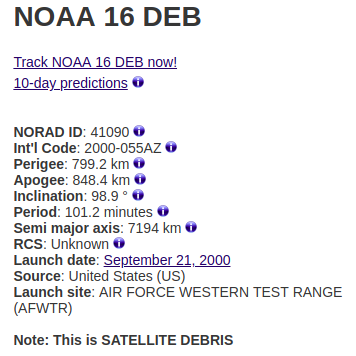 NOAA 16 DEB
Track NOAA 16 DEB now!
10-day predictions
NORAD ID: 41090
Int'l Code: 2000-055AZ
Perigee: 799.2 km
Apogee: 848.4 km
Inclination: 98.9 °
Period: 101.2 minutes
Semi major axis: 7194 km
RCS: Unknown
Launch date: September 21, 2000
Source: United States (US)
Launch site: AIR FORCE WESTERN TEST RANGE
(AFWTR)
Note: This is SATELLITE DEBRIS